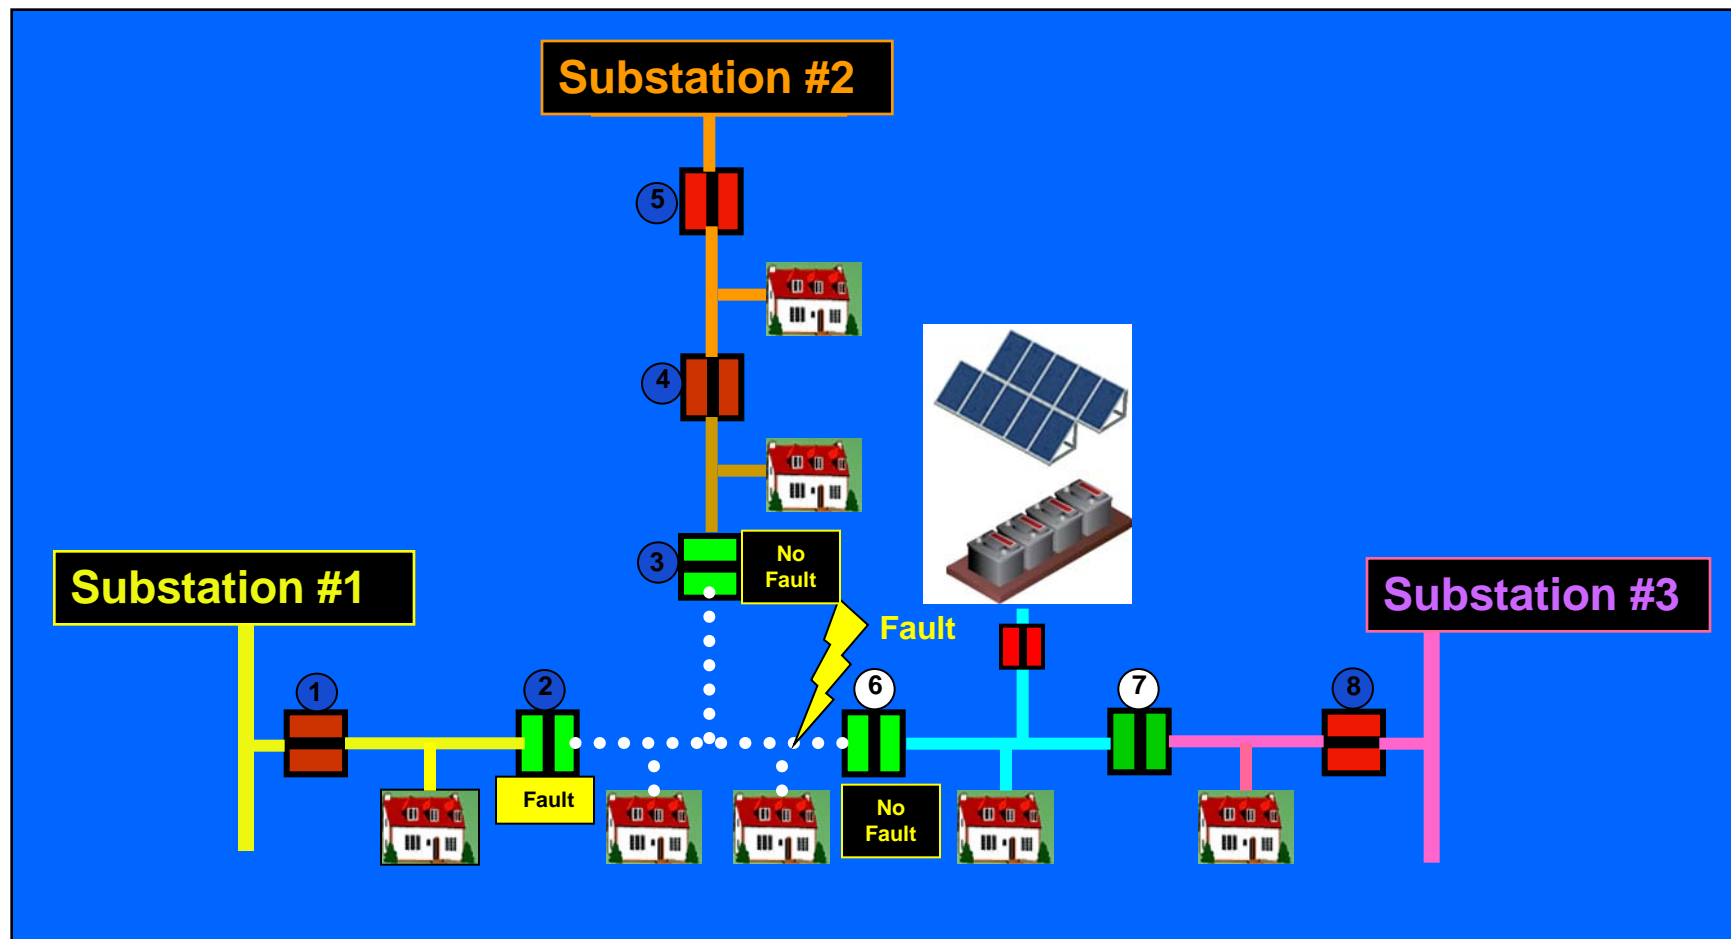 Substation #2
5
4
3
No
Fault
Substation #1
Fault
Substation #3
1
2
6
7
8
Fault
No
Fault